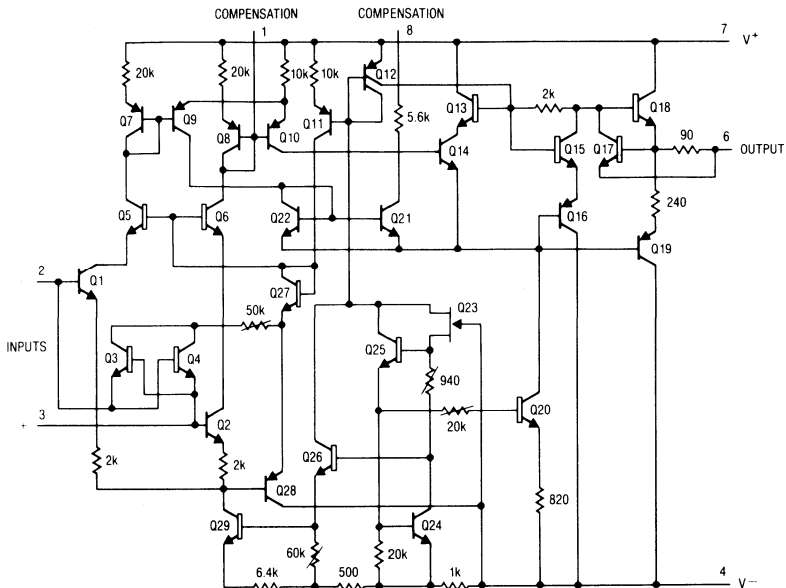 COMPENSATION COMPENSATION
1 8
7 V+
20k 20k 10k 10k Q12
Q7 Q9 Q8 Q10 Q11 5.6k Q13 2k Q18
Q14 Q15 Q17 90 6 OUTPUT
Q5 Q6 Q22 Q21 Q16 240
Q19
2 Q1 Q27 Q23
50k
INPUTS Q3 Q4 Q25 940
+ 3 Q2 20k Q20
2k 2k Q26
Q28 820
Q29 Q24
60k 20k
6.4k 500 1k 4 V−